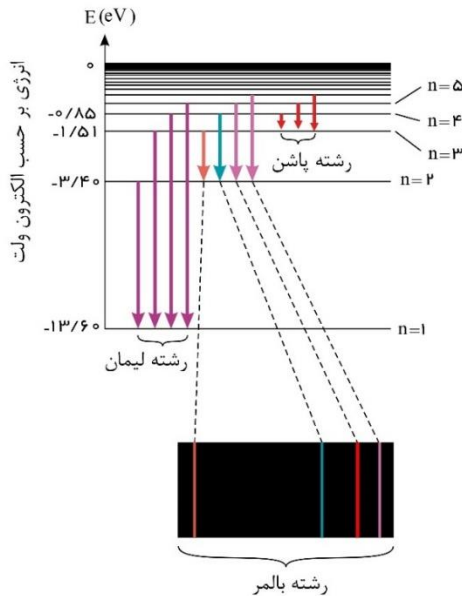 E (eV)
انرژی بر حسب الکترون ولت
۰
-۰/۸۵
-۱/۵۱
-۳/۴۰
-۱۳/۶۰
n=۵
n=۴
n=۳
n=۲
n=۱
رشته پاشن
رشته لیمان
رشته بالمر